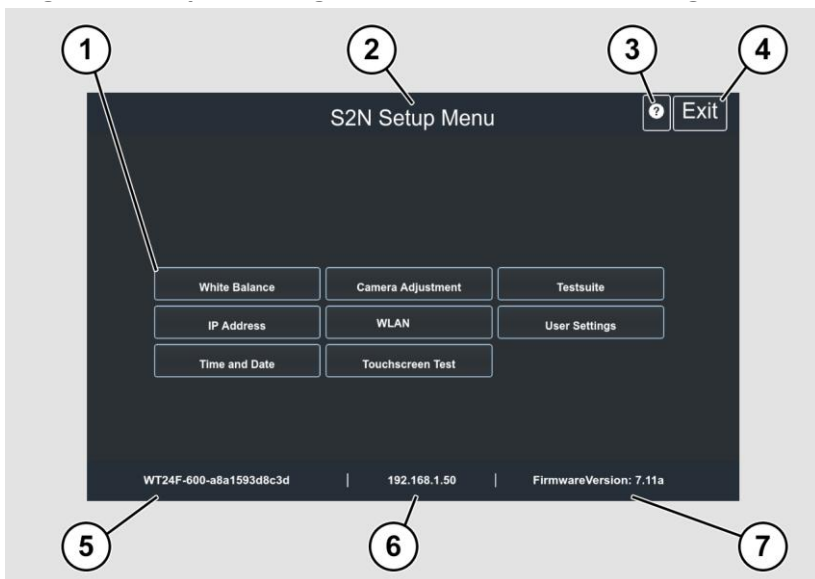 1 2 3 4
S2N Setup Menu ? Exit
White Balance Camera Adjustment Testsuite
IP Address WLAN User Settings
Time and Date Touchscreen Test
WT24F-600-a8a1593d8c3d | 192.168.1.50 | FirmwareVersion: 7.11a
5 6 7